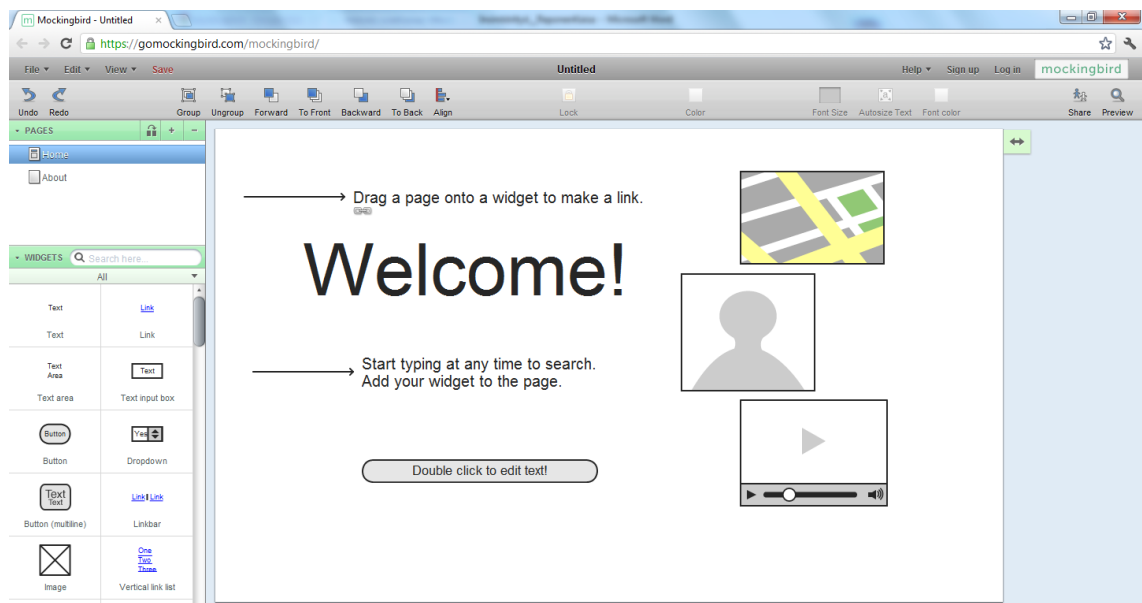 Mockingbird - Untitled
https://gomockingbird.com/mockingbird/
File Edit View Save Untitled Help Sign up Log in mockingbird
Undo Redo Group Ungroup Forward To Front Backward To Back Align Lock Color Font Size Autosize Text Font color Share Preview
PAGES + -
Home
About
Drag a page onto a widget to make a link.
Welcome!
Start typing at any time to search.
Add your widget to the page.
Double click to edit text!
WIDGETS Search here...
All
Text Link
Text Link
Text
Area
Text
Text area Text input box
Button Yes
Button Dropdown
Text
Text
Link Link
Button (multiline) Linkbar
One
Two
Three
Image Vertical link list